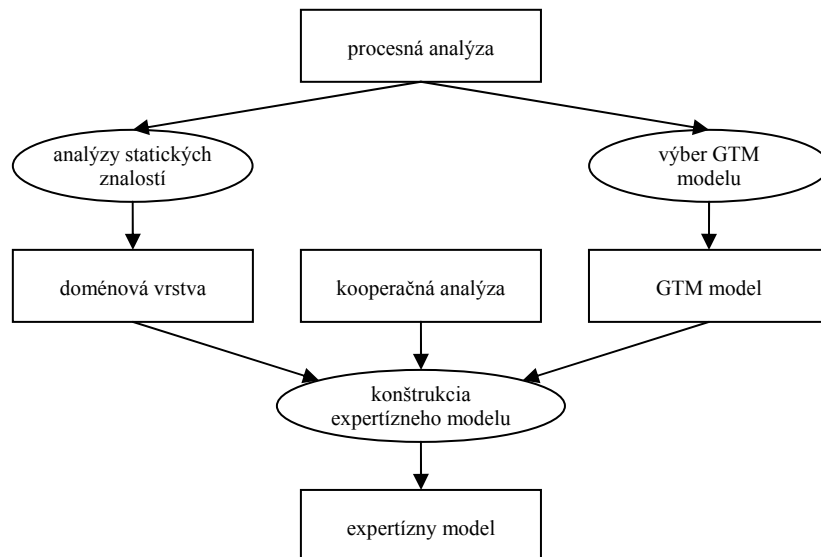 procesná analýza
analýzy statických
znalostí
výber GTM
modelu
doménová vrstva
kooperačná analýza
GTM model
konštrukcia
expertízneho modelu
expertízny model